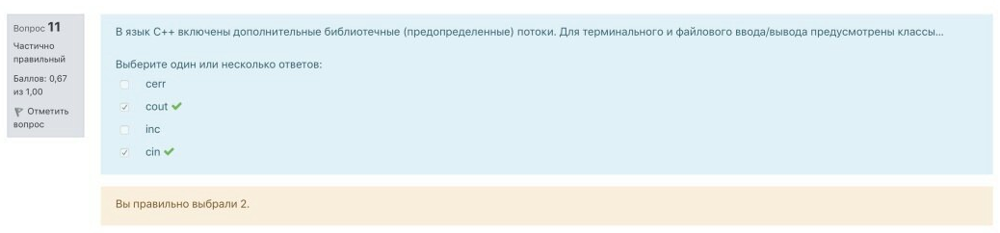 Вопрос 11
Частично
правильный
Баллов: 0,67
из 1,00
Отметить
вопрос
В язык C++ включены дополнительные библиотечные (предопределенные) потоки. Для терминального и файлового ввода/вывода предусмотрены классы...
Выберите один или несколько ответов:
cerr
cout
inc
cin
Вы правильно выбрали 2.